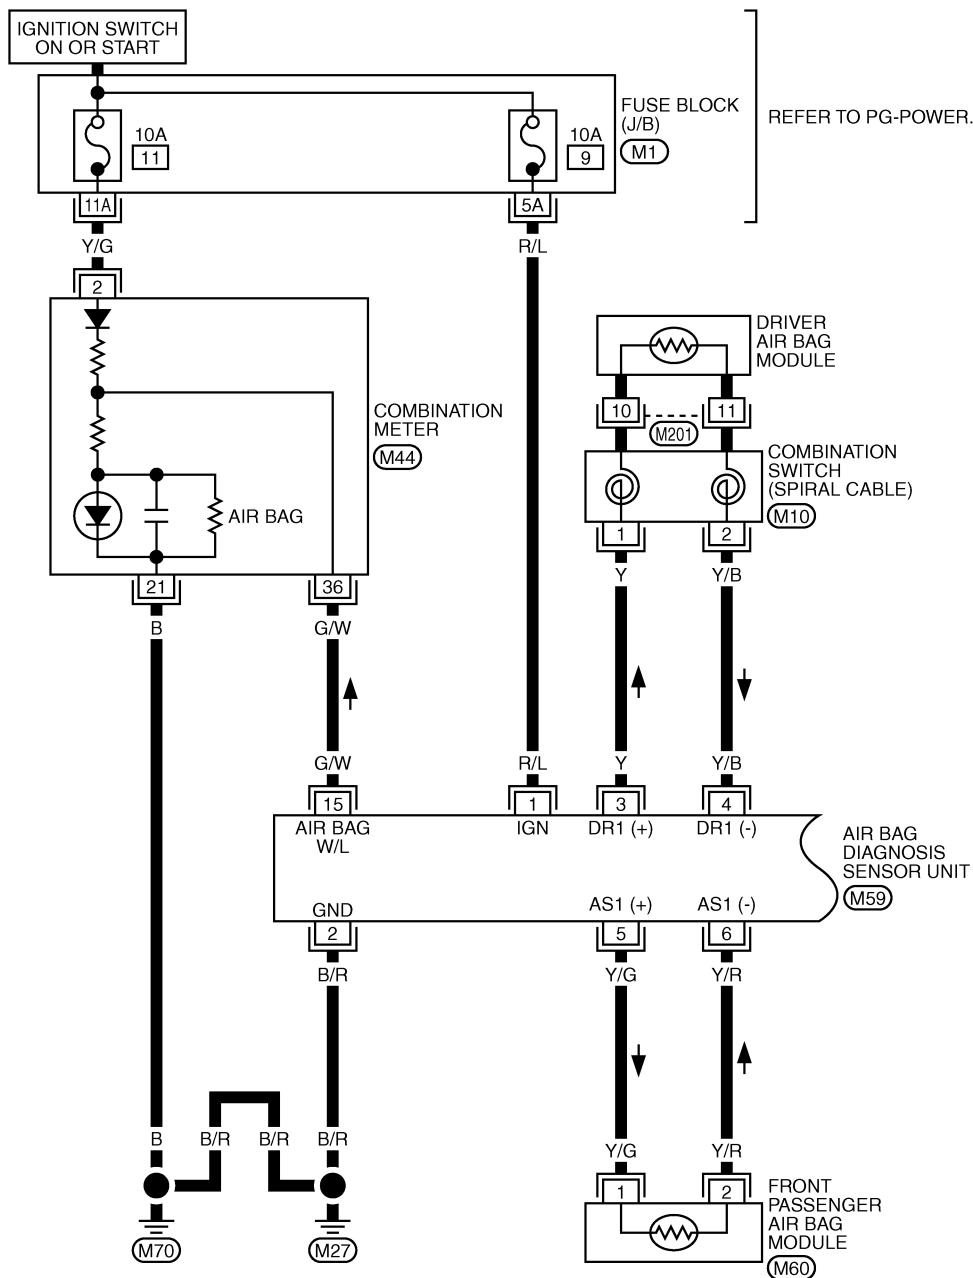 IGNITION SWITCH
ON OR START
FUSE BLOCK
(J/B)
M1
REFER TO PG-POWER.
10A
11
10A
9
11A
5A
Y/G
R/L
2
DRIVER
AIR BAG
MODULE
10
11
M201
COMBINATION
METER
M44
COMBINATION
SWITCH
(SPIRAL CABLE)
M10
AIR BAG
1
2
21
36
Y
Y/B
B
G/W
G/W
R/L
Y
Y/B
15
1
3
4
AIR BAG
W/L
IGN
DR1 (+)
DR1 (-)
AIR BAG
DIAGNOSIS
SENSOR UNIT
M59
GND
AS1 (+)
AS1 (-)
2
5
6
B/R
Y/G
Y/R
B
B/R
B/R
B/R
Y/G
Y/R
1
2
FRONT
PASSENGER
AIR BAG
MODULE
M60
M70
M27